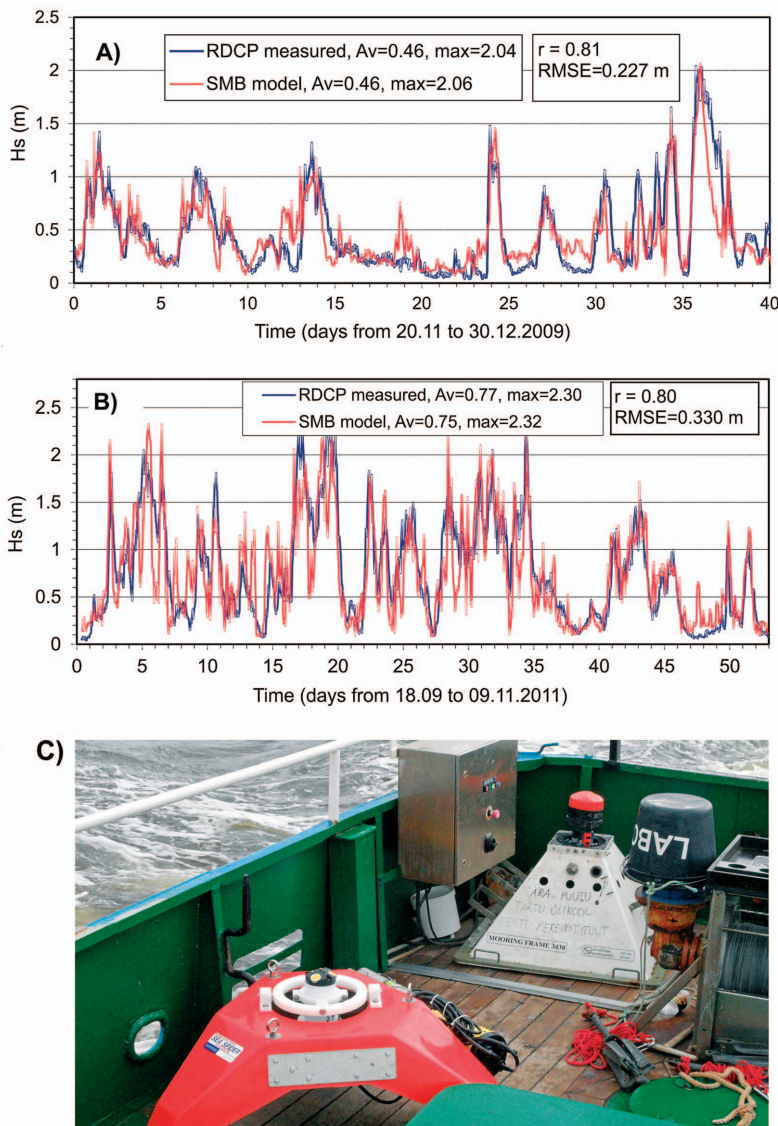 A)
RDCP measured, Av=0.46, max=2.04
SMB model, Av=0.46, max=2.06
r = 0.81
RMSE=0.227 m
Hs (m)
2.5
2
1.5
1
0.5
0
0 5 10 15 20 25 30 35 40
Time (days from 20.11 to 30.12.2009)
B)
RDCP measured, Av=0.77, max=2.30
SMB model, Av=0.75, max=2.32
r = 0.80
RMSE=0.330 m
Hs (m)
2.5
2
1.5
1
0.5
0
0 5 10 15 20 25 30 35 40 45 50
Time (days from 18.09 to 09.11.2011)
C)
LABO
ÄRA PUUTU
TARTU ÜLIKOOL
EESTI MEREINSTITUUT
MOORING FRAME 3438
SEA SPIDER